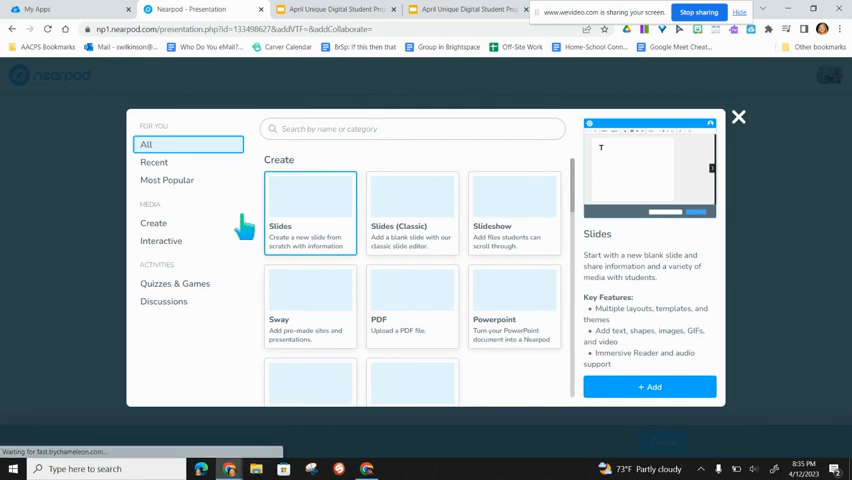 My Apps
Nearpod - Presentation
April Unique Digital Student Pro
April Unique Digital Student Pro
www.wevideo.com is sharing your screen.
Stop sharing
Hide
np1.nearpod.com/presentation.php?id=133498627&addVTF=&addCollaborate=
AACPS Bookmarks
Mail - swilkinson@...
Who Do You eMail?...
Carver Calendar
BrSp: If this then that
Group in Brightspace
Off-Site Work
Home-School Conn...
Google Meet Cheat...
Other bookmarks
nearpod
FOR YOU
All
Recent
Most Popular
MEDIA
Create
Interactive
ACTIVITIES
Quizzes & Games
Discussions
Search by name or category
Create
Slides
Create a new slide from
scratch with information
Slides (Classic)
Add a blank slide with our
classic slide editor.
Slideshow
Add files students can
scroll through.
Sway
Add pre-made sites and
presentations.
PDF
Upload a PDF file.
Powerpoint
Turn your PowerPoint
document into a Nearpod
T
Slides
Start with a new blank slide and
share information and a variety of
media with students.
Key Features:
• Multiple layouts, templates, and
themes
• Add text, shapes, images, GIFs,
and video
• Immersive Reader and audio
support
+ Add
Waiting for fast.trychameleon.com...
Type here to search
73°F Partly cloudy
8:35 PM
4/12/2023